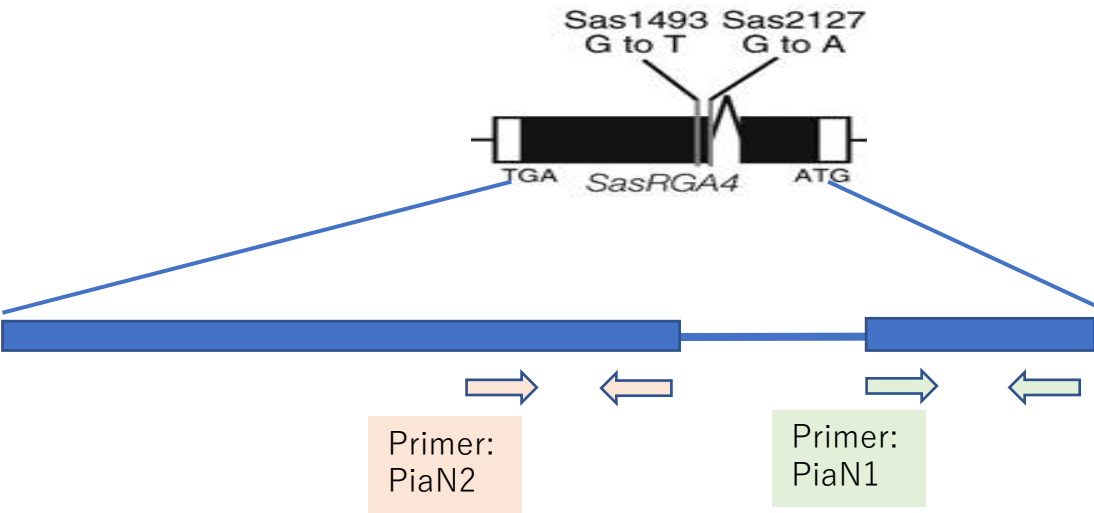 Sas1493 Sas2127
G to T G to A
TGA SasRGA4 ATG
Primer:
PiaN2
Primer:
PiaN1